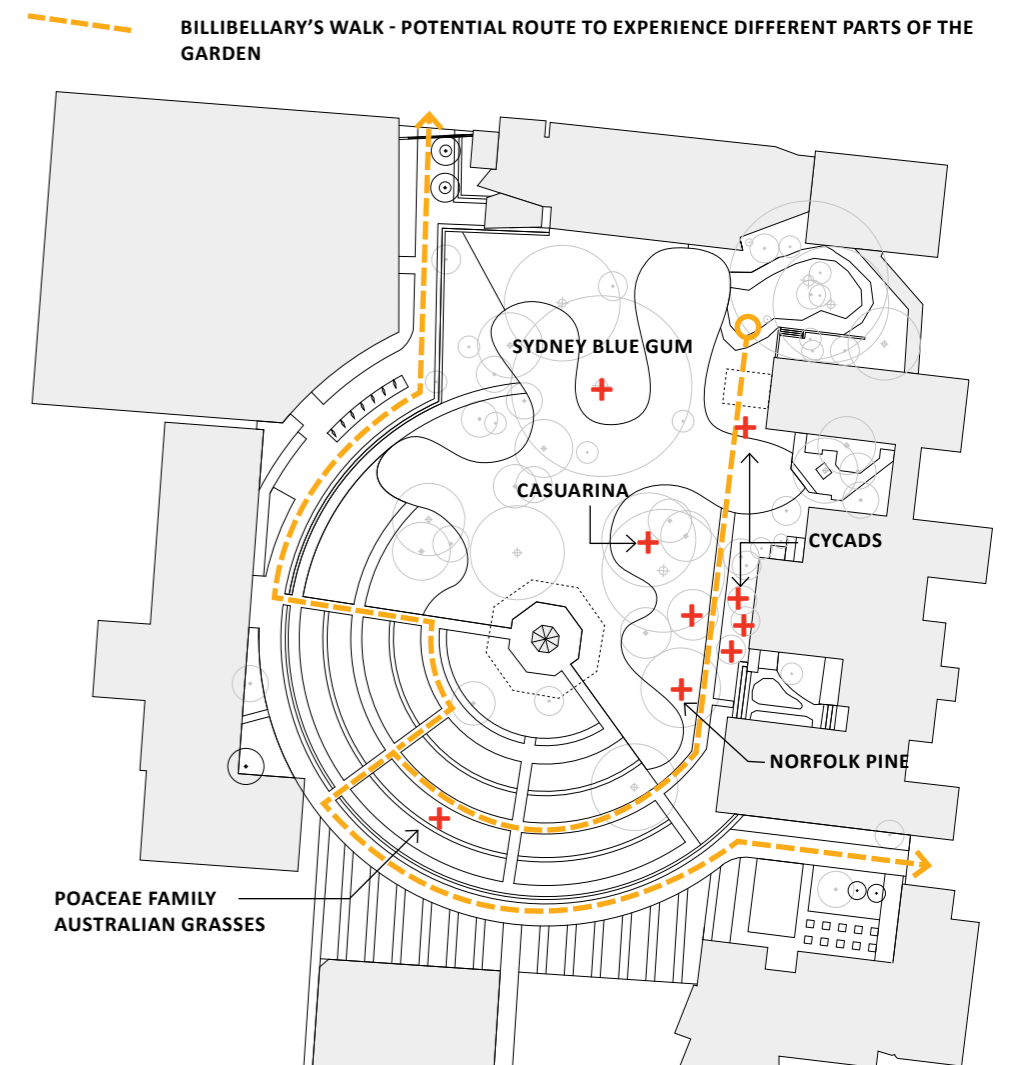 BILLIBELLARY'S WALK - POTENTIAL ROUTE TO EXPERIENCE DIFFERENT PARTS OF THE
GARDEN
SYDNEY BLUE GUM
CASUARINA
CYCADS
NORFOLK PINE
POACEAE FAMILY
AUSTRALIAN GRASSES